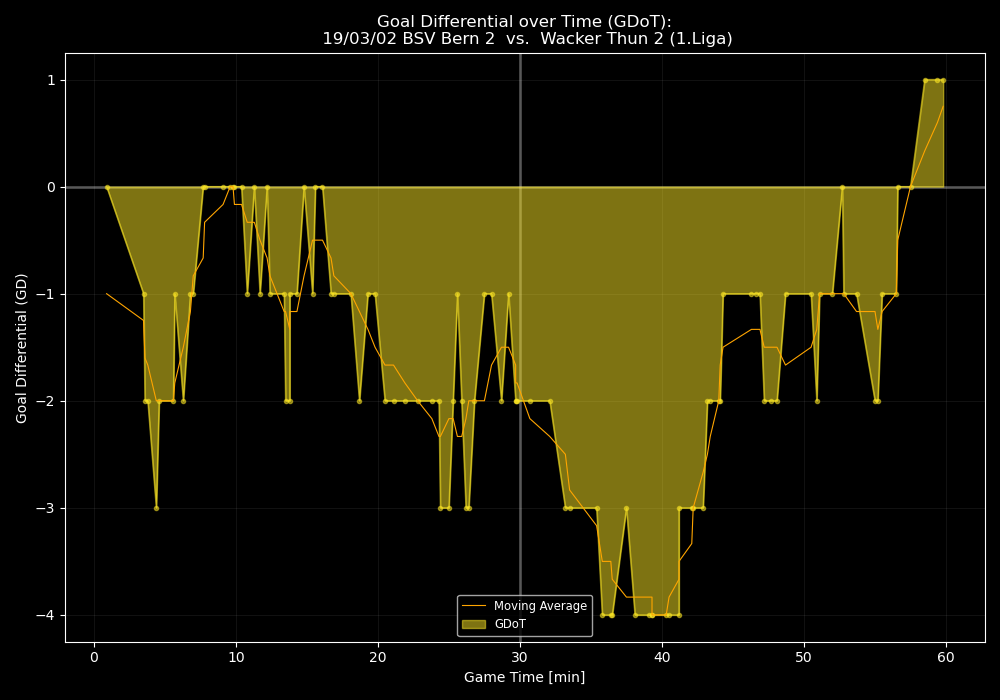 Goal Differential over Time (GDoT):
19/03/02 BSV Bern 2  vs.  Wacker Thun 2 (1.Liga)
Goal Differential (GD)
1
0
−1
−2
−3
−4
Moving Average
GDoT
0 10 20 30 40 50 60
Game Time [min]